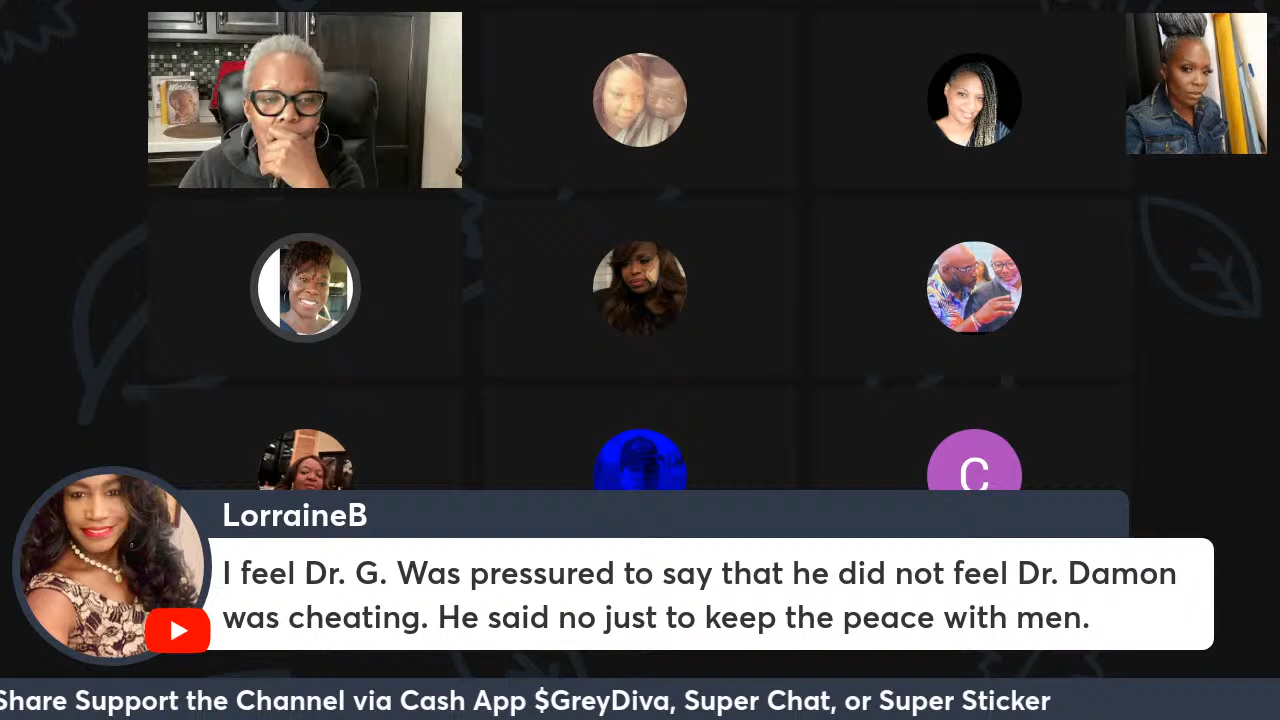 C
LorraineB
I feel Dr. G. Was pressured to say that he did not feel Dr. Damon
was cheating. He said no just to keep the peace with men.
Share Support the Channel via Cash App $GreyDiva, Super Chat, or Super Sticker